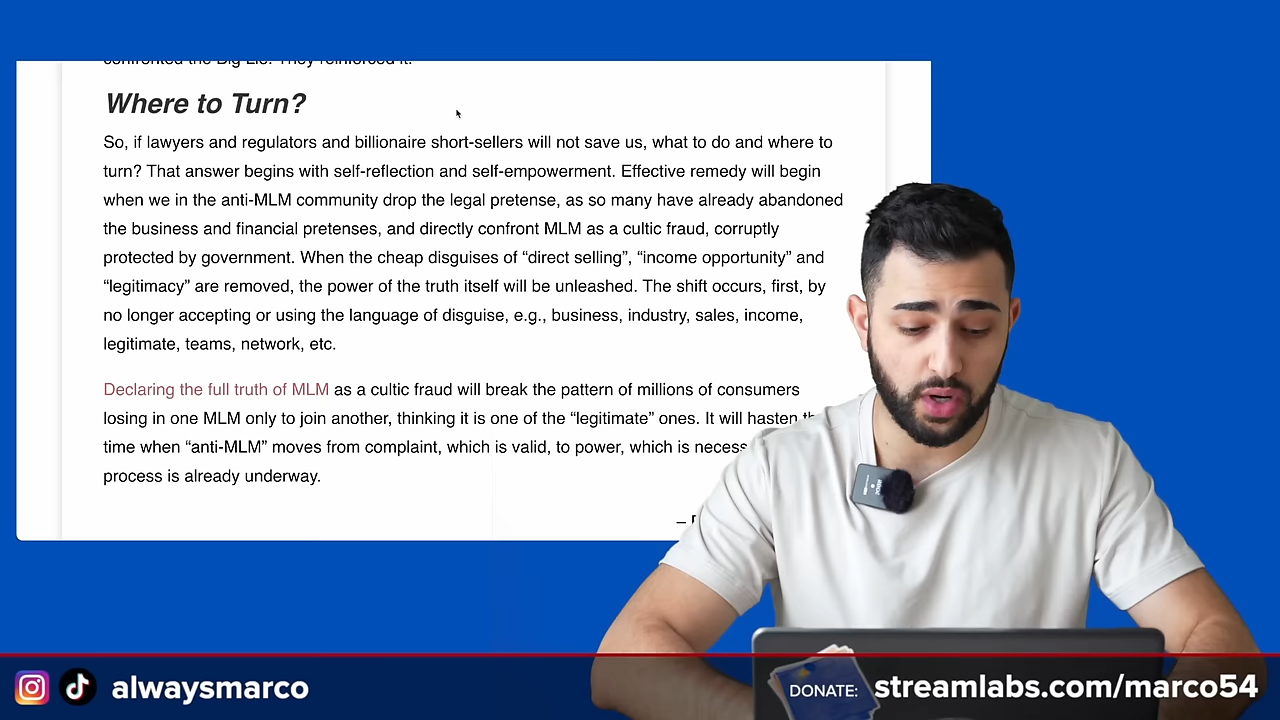 Where to Turn?
So, if lawyers and regulators and billionaire short-sellers will not save us, what to do and where to
turn? That answer begins with self-reflection and self-empowerment. Effective remedy will begin
when we in the anti-MLM community drop the legal pretense, as so many have already abandoned
the business and financial pretenses, and directly confront MLM as a cultic fraud, corruptly
protected by government. When the cheap disguises of “direct selling”, “income opportunity” and
“legitimacy” are removed, the power of the truth itself will be unleashed. The shift occurs, first, by
no longer accepting or using the language of disguise, e.g., business, industry, sales, income,
legitimate, teams, network, etc.
Declaring the full truth of MLM as a cultic fraud will break the pattern of millions of consumers
losing in one MLM only to join another, thinking it is one of the “legitimate” ones. It will hasten
time when “anti-MLM” moves from complaint, which is valid, to power, which is
process is already underway.
alwaysmarco
DONATE: streamlabs.com/marco54